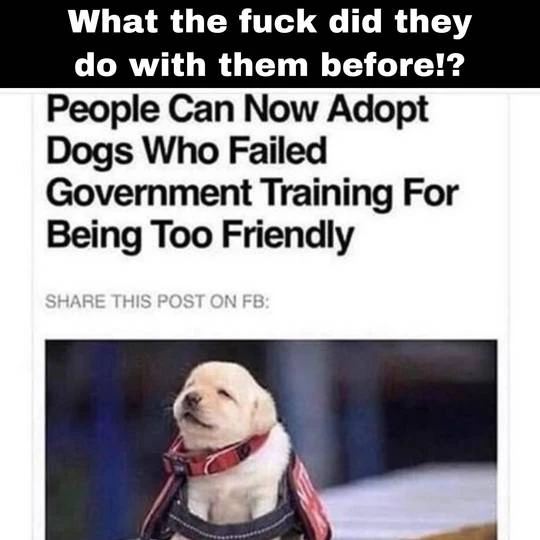 What the fuck did they
do with them before!?
People Can Now Adopt
Dogs Who Failed
Government Training For
Being Too Friendly
SHARE THIS POST ON FB: